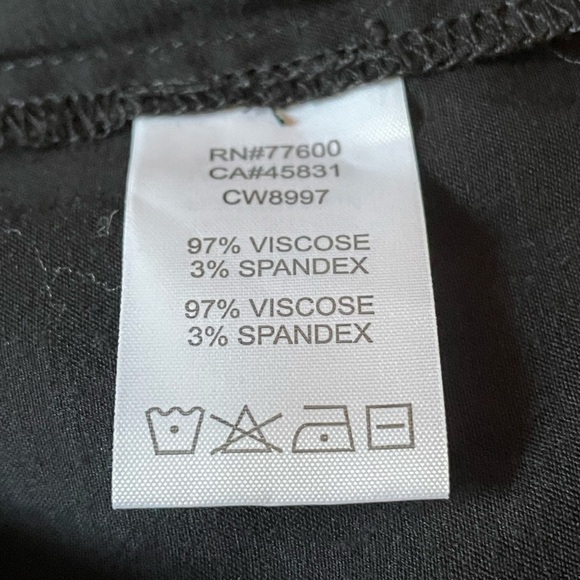 RN#77600
CA#45831
CW8997
97% VISCOSE
3% SPANDEX
97% VISCOSE
3% SPANDEX